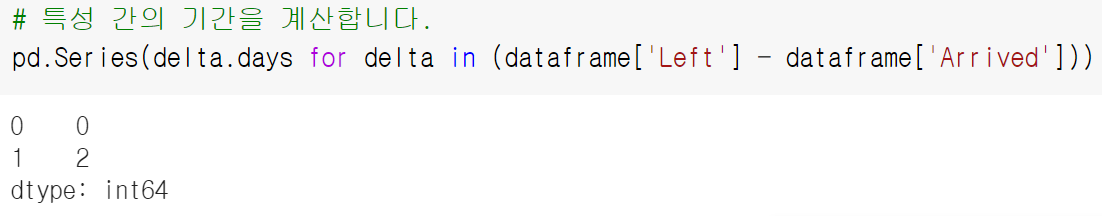 # 특성 간의 기간을 계산합니다.
pd.Series(delta.days for delta in (dataframe['Left'] - dataframe['Arrived']))
0    0
1    2
dtype: int64